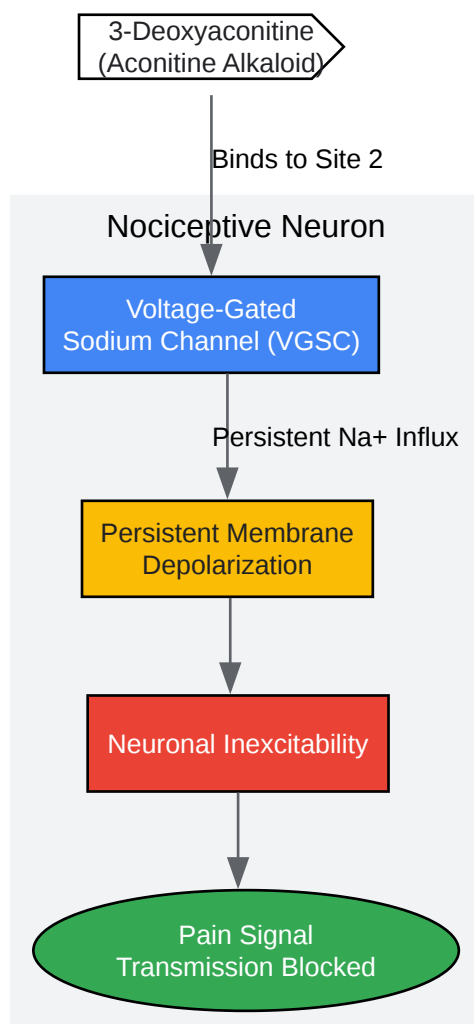 3-Deoxyaconitine
(Aconitine Alkaloid)
Binds to Site 2
Nociceptive Neuron
Voltage-Gated
Sodium Channel (VGSC)
Persistent Na+ Influx
Persistent Membrane
Depolarization
Neuronal Inexcitability
Pain Signal
Transmission Blocked